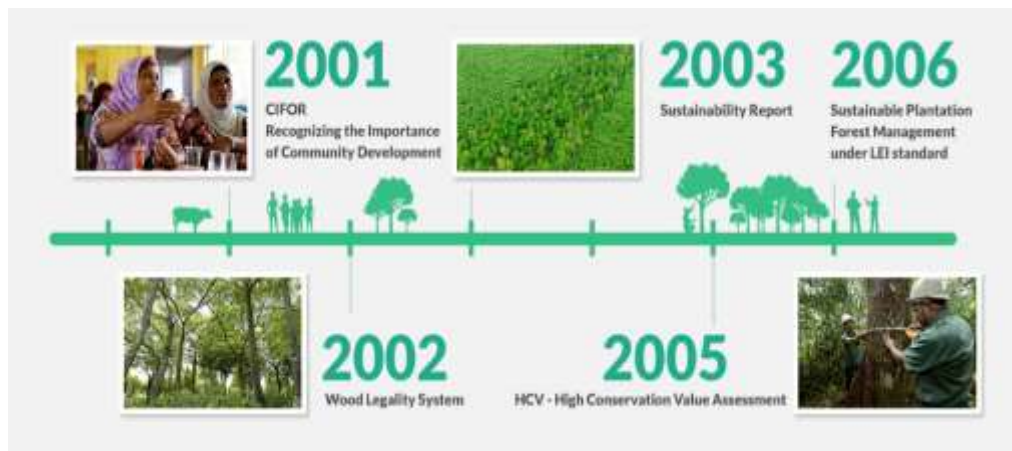 2001
CIFOR
Recognizing the Importance
of Community Development
2003
Sustainability Report
2006
Sustainable Plantation
Forest Management
under LEI standard
2002
Wood Legality System
2005
HCV - High Conservation Value Assessment